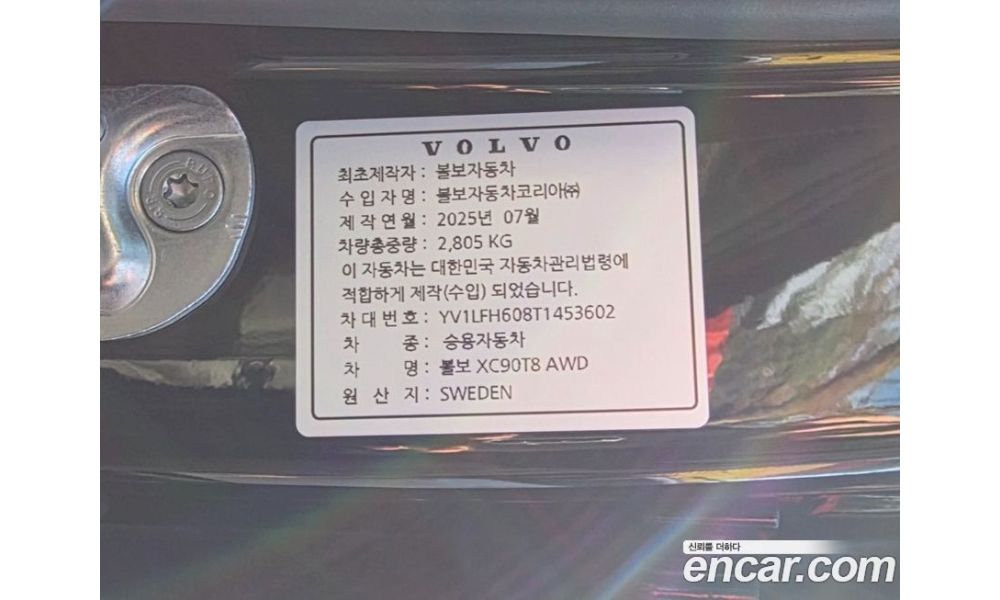 VOLVO
최초제작자 : 볼보자동차
수 입 자 명 : 볼보자동차코리아㈜
제 작 연 월 : 2025년 07월
차량총중량 : 2,805 KG
이 자동차는 대한민국 자동차관리법령에
적합하게 제작(수입) 되었습니다.
차 대 번 호 : YV1LFH608T1453602
차 종 : 승용자동차
차 명 : 볼보 XC90T8 AWD
원 산 지 : SWEDEN
신뢰를 더하다
encar.com